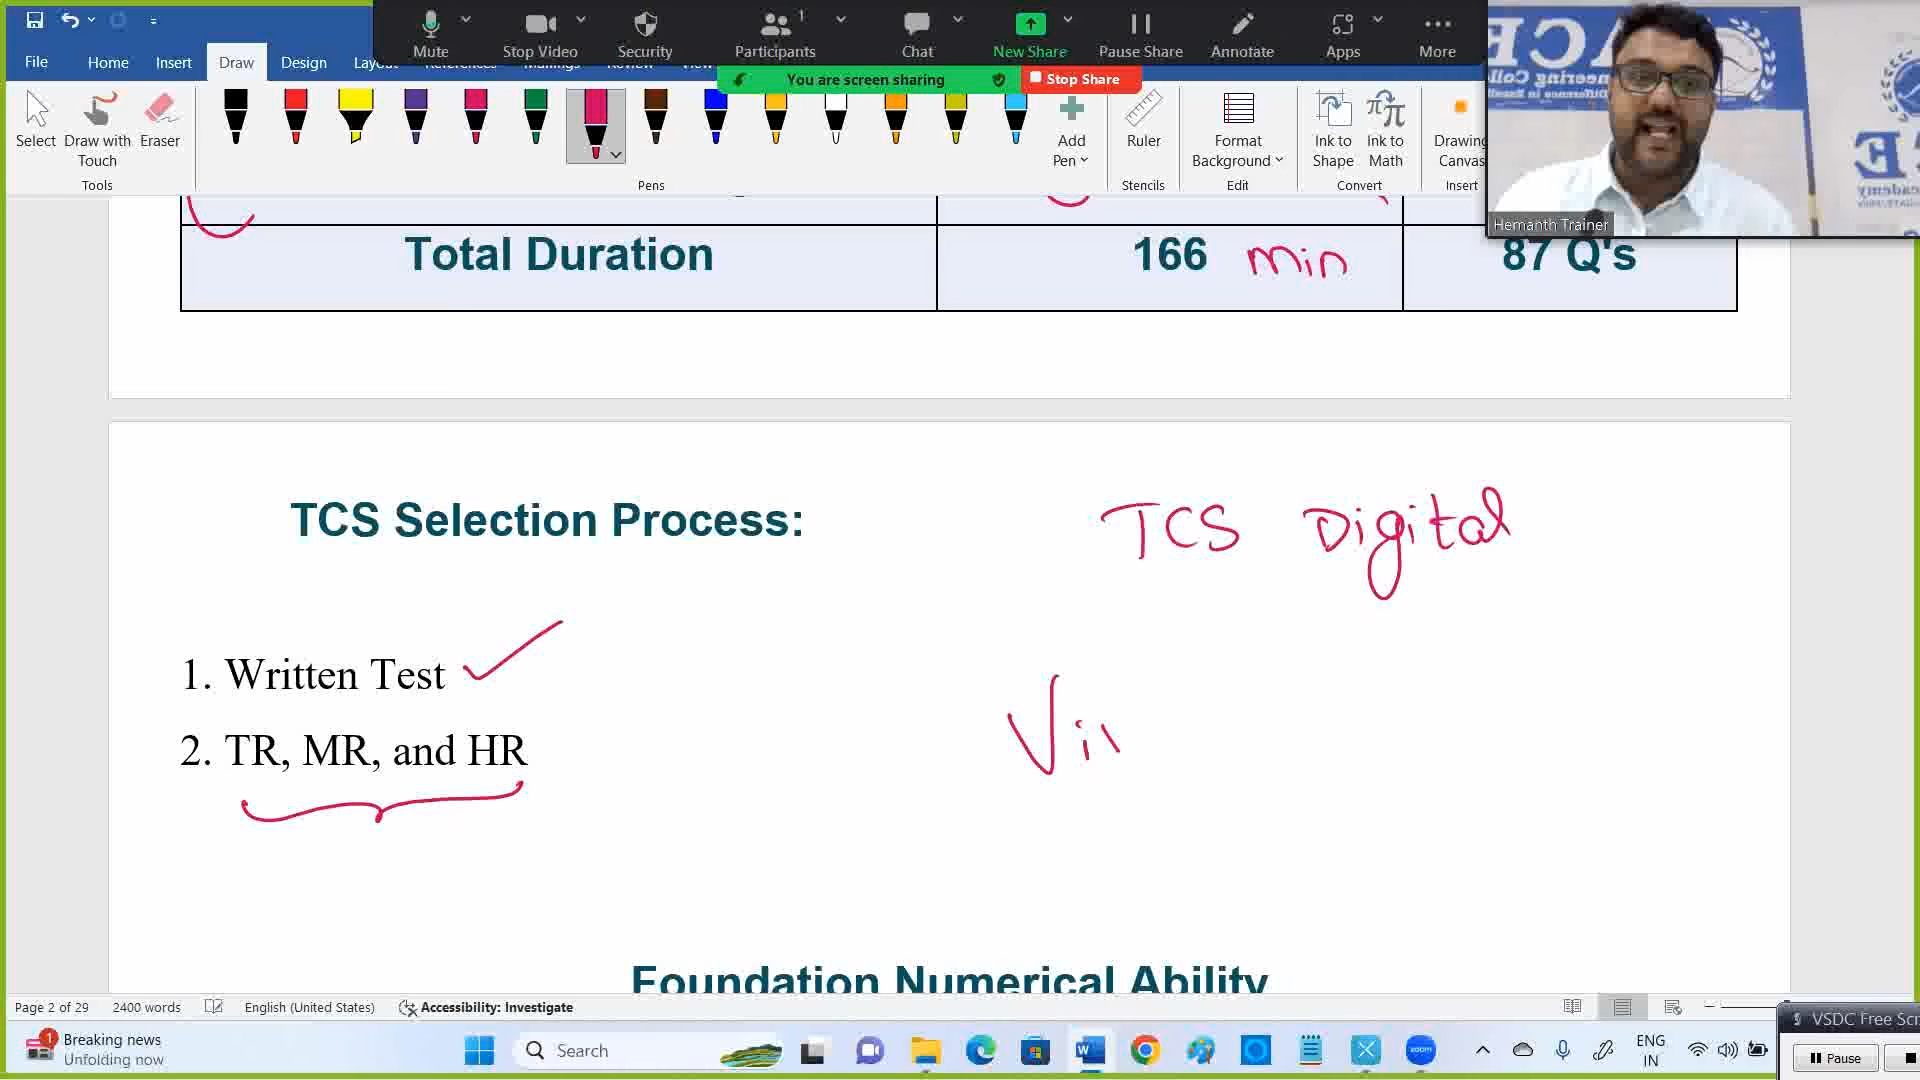 Mute
Stop Video
Security
Participants
1
Chat
New Share
Pause Share
Annotate
Apps
More
You are screen sharing
Stop Share
File
Home
Insert
Draw
Design
Select
Draw with Touch
Eraser
Tools
Pens
Add Pen
Ruler
Stencils
Format Background
Edit
Ink to Shape
Ink to Math
Convert
Drawing Canvas
Insert
Hemanth Trainer
Total Duration 166 min 87 Q's
TCS Selection Process: TCS Digital
1. Written Test
2. TR, MR, and HR
Foundation Numerical Ability
Page 2 of 29
2400 words
English (United States)
Accessibility: Investigate
Breaking news
Unfolding now
1
Search
zoom
ENG
IN
VSDC Free Scr
Pause